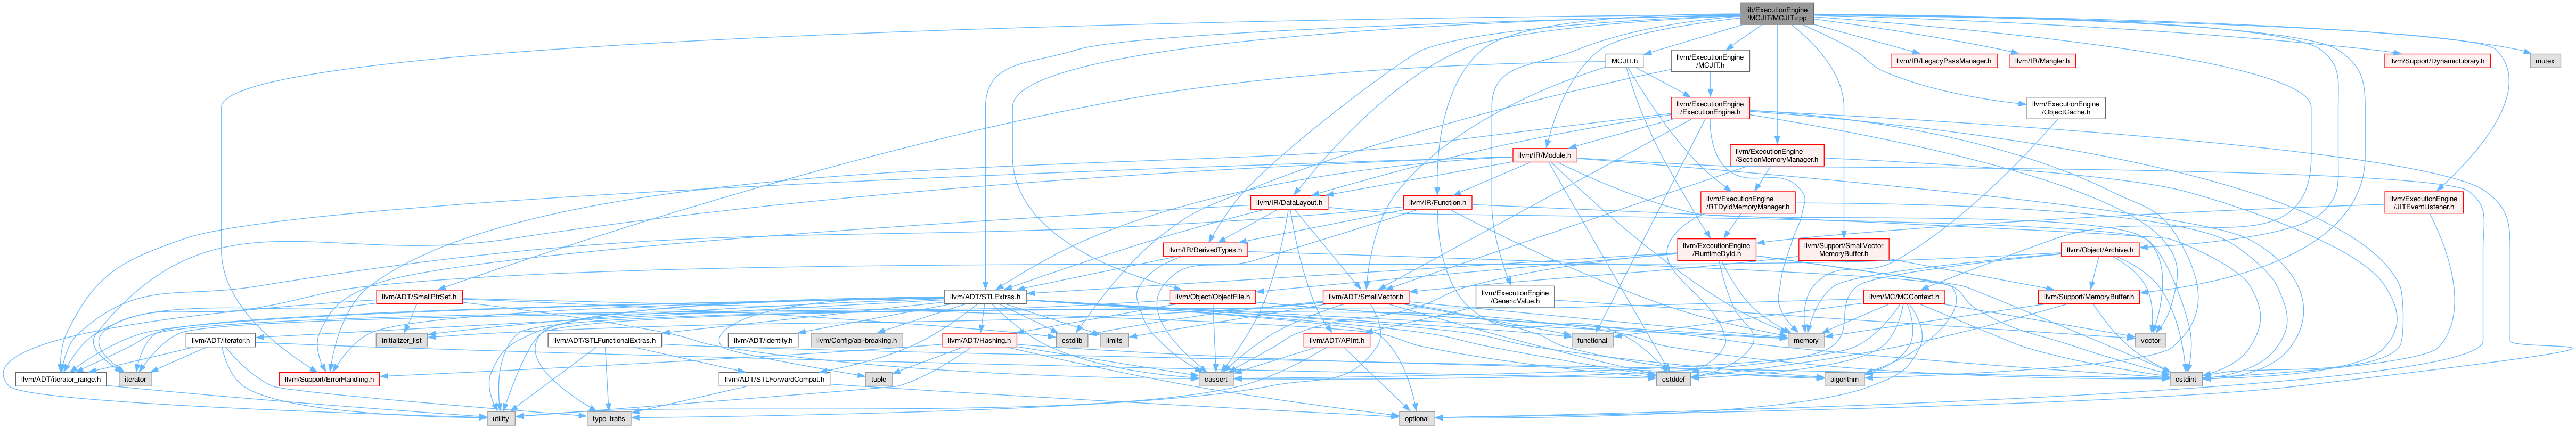 lib/ExecutionEngine
/MCJIT/MCJIT.cpp
MCJIT.h
llvm/ExecutionEngine
/MCJIT.h
llvm/IR/LegacyPassManager.h
llvm/IR/Mangler.h
llvm/Support/DynamicLibrary.h
mutex
llvm/ExecutionEngine
/ExecutionEngine.h
llvm/ExecutionEngine
/ObjectCache.h
llvm/IR/Module.h
llvm/ExecutionEngine
/SectionMemoryManager.h
llvm/IR/DataLayout.h
llvm/IR/Function.h
llvm/ExecutionEngine
/RTDyldMemoryManager.h
llvm/ExecutionEngine
/JITEventListener.h
llvm/IR/DerivedTypes.h
llvm/ExecutionEngine
/RuntimeDyld.h
llvm/Support/SmallVector
MemoryBuffer.h
llvm/Object/Archive.h
llvm/ADT/SmallPtrSet.h
llvm/ADT/STLExtras.h
llvm/Object/ObjectFile.h
llvm/ADT/SmallVector.h
llvm/ExecutionEngine
/GenericValue.h
llvm/MC/MCContext.h
llvm/Support/MemoryBuffer.h
llvm/ADT/iterator.h
initializer_list
llvm/ADT/STLFunctionalExtras.h
llvm/ADT/identity.h
llvm/Config/abi-breaking.h
llvm/ADT/Hashing.h
cstdlib
limits
llvm/ADT/APInt.h
functional
memory
vector
llvm/ADT/iterator_range.h
iterator
llvm/Support/ErrorHandling.h
llvm/ADT/STLForwardCompat.h
tuple
cassert
cstddef
algorithm
cstdint
utility
type_traits
optional